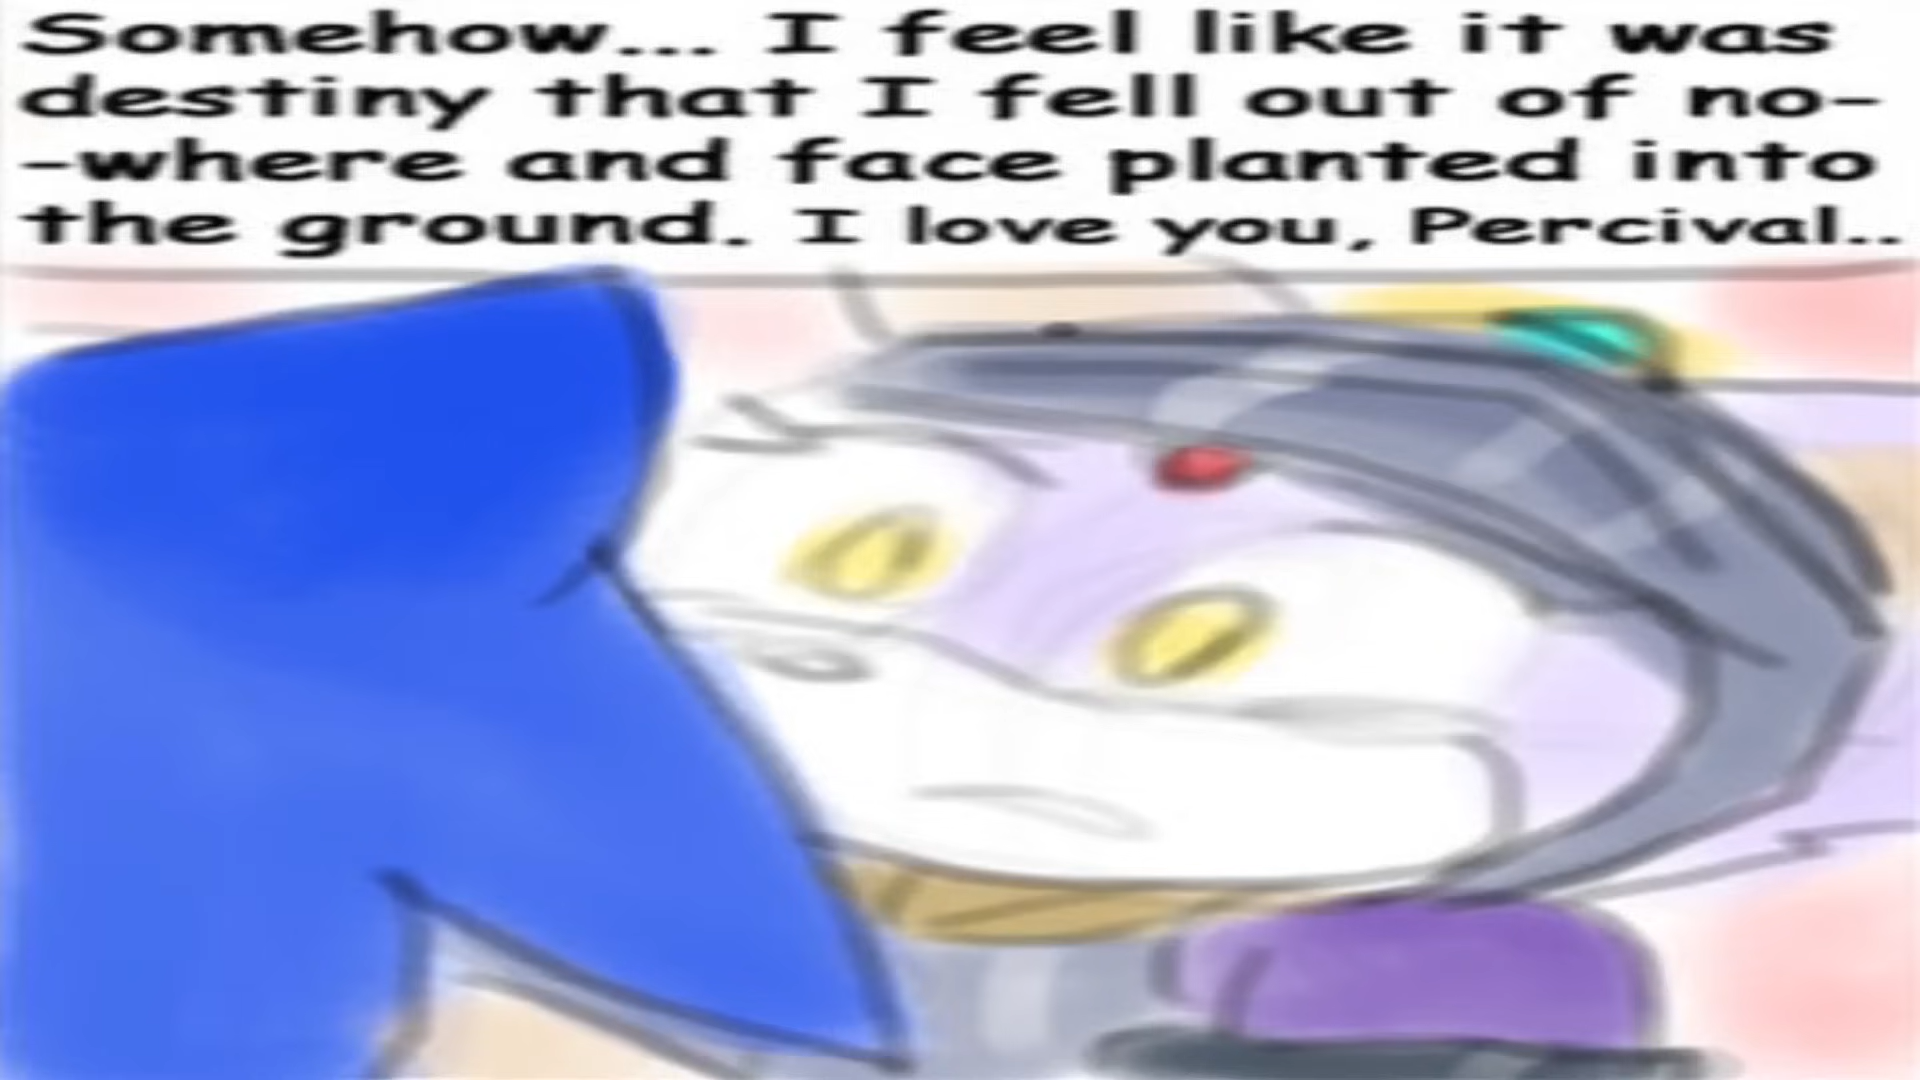 Somehow... I feel like it was
destiny that I fell out of no-
-where and face planted into
the ground. I love you, Percival..